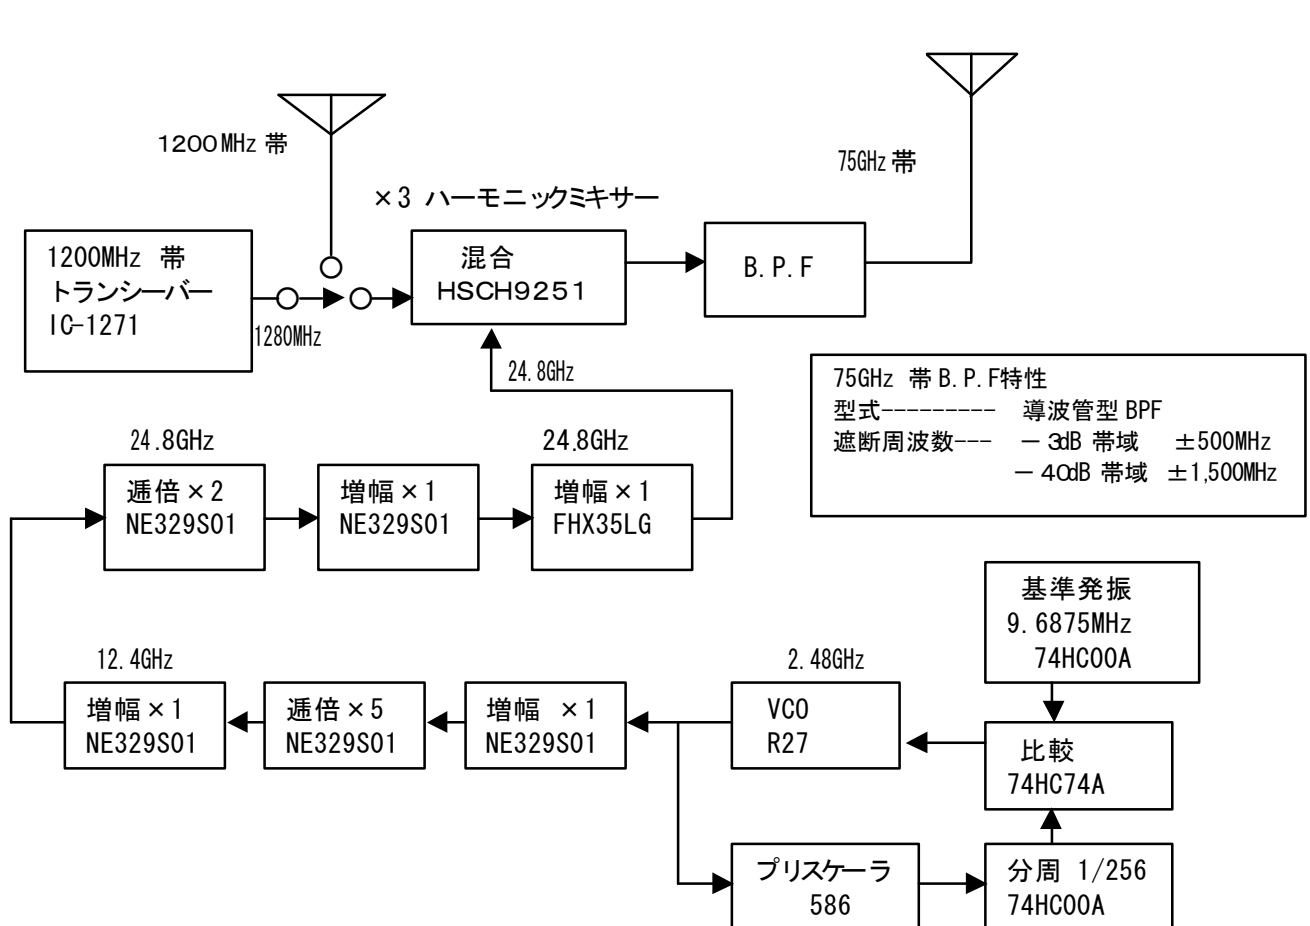 1200MHz 帯
75GHz 帯
×3 ハーモニックミキサー
1200MHz 帯
トランシーバー
IC-1271
1280MHz
混合
HSCH9251
B.P.F
24.8GHz
75GHz 帯 B.P.F特性
型式--------- 導波管型 BPF
遮断周波数--- －3dB 帯域 ±500MHz
－40dB 帯域 ±1,500MHz
24.8GHz
24.8GHz
逓倍×2
NE329S01
増幅×1
NE329S01
増幅×1
FHX35LG
基準発振
9.6875MHz
74HC00A
12.4GHz
2.48GHz
増幅×1
NE329S01
逓倍×5
NE329S01
増幅 ×1
NE329S01
VCO
R27
比較
74HC74A
プリスケーラ
586
分周 1/256
74HC00A